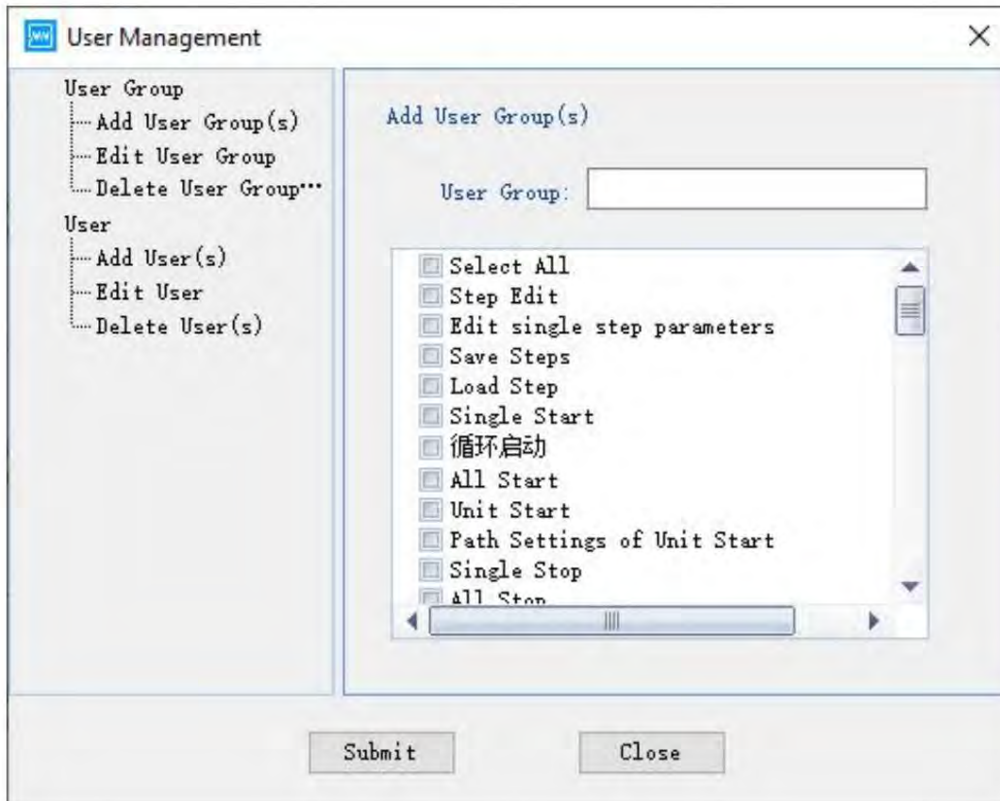 User Management
User Group
Add User Group(s)
Edit User Group
Delete User Group…
User
Add User(s)
Edit User
Delete User(s)
Add User Group(s)
User Group:
Select All
Step Edit
Edit single step parameters
Save Steps
Load Step
Single Start
循环启动
All Start
Unit Start
Path Settings of Unit Start
Single Stop
All Stop
Submit
Close